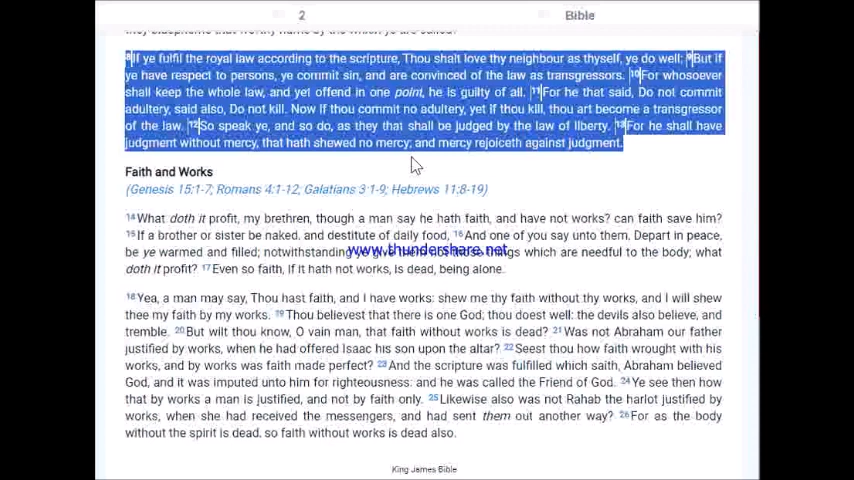 2 Bible
they blaspheme that worthy name by the which ye are called?
8If ye fulfil the royal law according to the scripture, Thou shalt love thy neighbour as thyself, ye do well: 9But if
ye have respect to persons, ye commit sin, and are convinced of the law as transgressors. 10For whosoever
shall keep the whole law, and yet offend in one point, he is guilty of all. 11For he that said, Do not commit
adultery, said also, Do not kill. Now if thou commit no adultery, yet if thou kill, thou art become a transgressor
of the law. 12So speak ye, and so do, as they that shall be judged by the law of liberty. 13For he shall have
judgment without mercy, that hath shewed no mercy; and mercy rejoiceth against judgment.
Faith and Works
(Genesis 15:1-7; Romans 4:1-12; Galatians 3:1-9; Hebrews 11:8-19)
14What doth it profit, my brethren, though a man say he hath faith, and have not works? can faith save him?
15If a brother or sister be naked, and destitute of daily food, 16And one of you say unto them, Depart in peace,
be ye warmed and filled; notwithstanding ye give them not those things which are needful to the body; what
www.thundershare.net
doth it profit? 17Even so faith, if it hath not works, is dead, being alone.
18Yea, a man may say, Thou hast faith, and I have works: shew me thy faith without thy works, and I will shew
thee my faith by my works. 19Thou believest that there is one God; thou doest well: the devils also believe, and
tremble. 20But wilt thou know, O vain man, that faith without works is dead? 21Was not Abraham our father
justified by works, when he had offered Isaac his son upon the altar? 22Seest thou how faith wrought with his
works, and by works was faith made perfect? 23And the scripture was fulfilled which saith, Abraham believed
God, and it was imputed unto him for righteousness: and he was called the Friend of God. 24Ye see then how
that by works a man is justified, and not by faith only. 25Likewise also was not Rahab the harlot justified by
works, when she had received the messengers, and had sent them out another way? 26For as the body
without the spirit is dead, so faith without works is dead also.
King James Bible